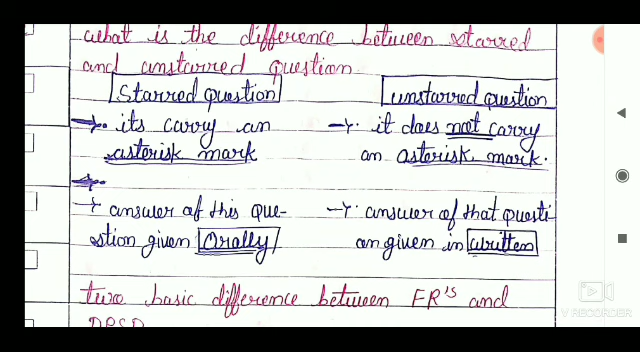 what is the difference between starred
and unstarred question
Starred question
→ its carry an
asterisk mark
→ answer of this que-
stion given Orally
unstarred question
→ it does not carry
an asterisk mark.
→ answer of that questi
on given in written
two basic difference between FR's and
DPSD
V RECORDER